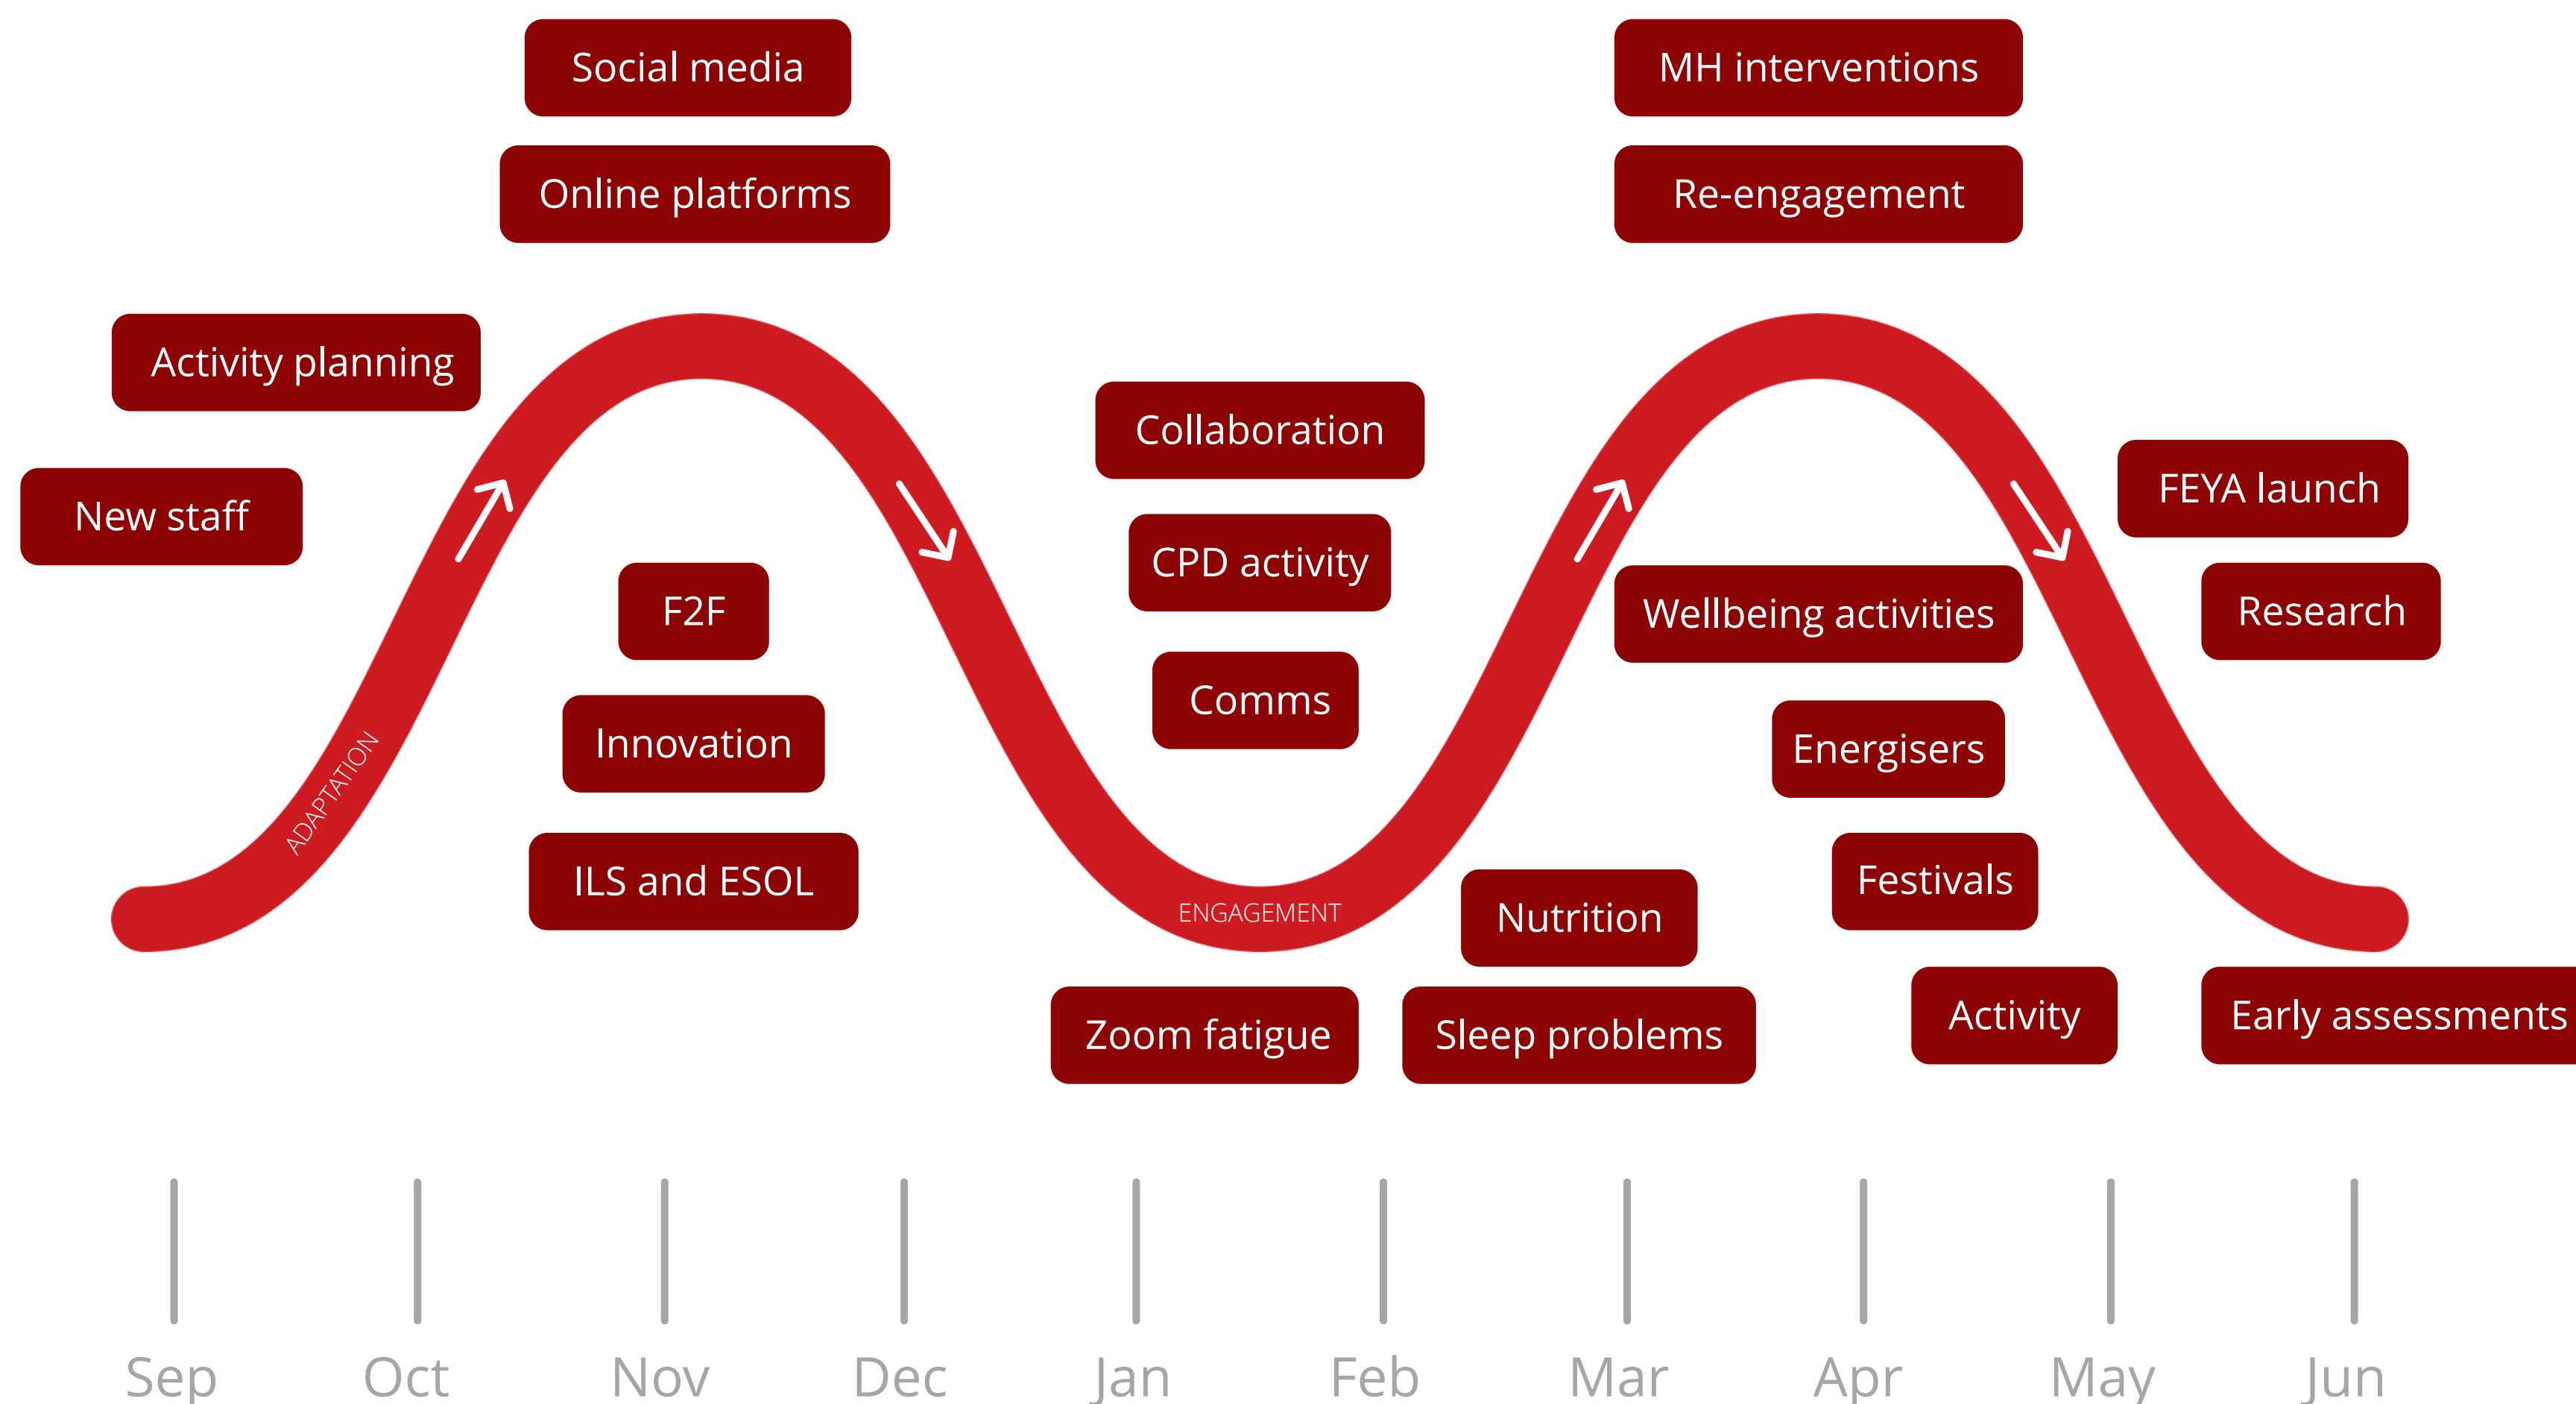 Social media
MH interventions
Online platforms
Re-engagement
Activity planning
Collaboration
FEYA launch
New staff
CPD activity
F2F
Wellbeing activities
Research
Comms
Innovation
Energisers
ADAPTATION
ILS and ESOL
Festivals
ENGAGEMENT
Nutrition
Zoom fatigue
Sleep problems
Activity
Early assessments
Sep Oct Nov Dec Jan Feb Mar Apr May Jun